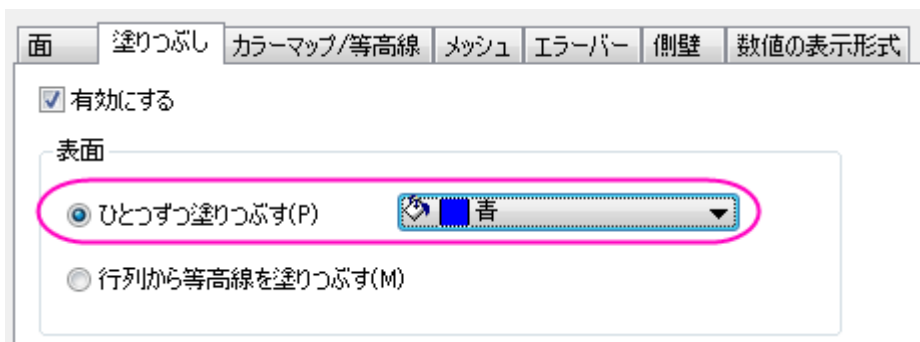 面 塗りつぶし カラーマップ/等高線 メッシュ エラーバー 側壁 数値の表示形式
有効にする
表面
ひとつずつ塗りつぶす(P) 青
行列から等高線を塗りつぶす(M)